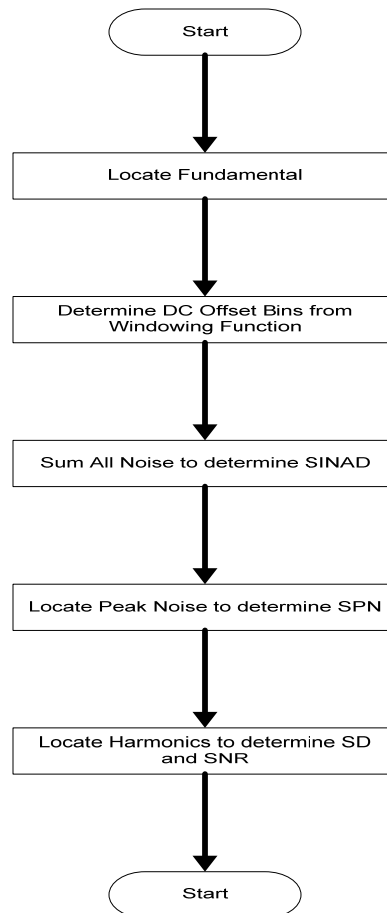 Start
Locate Fundamental
Determine DC Offset Bins from
Windowing Function
Sum All Noise to determine SINAD
Locate Peak Noise to determine SPN
Locate Harmonics to determine SD
and SNR
Start